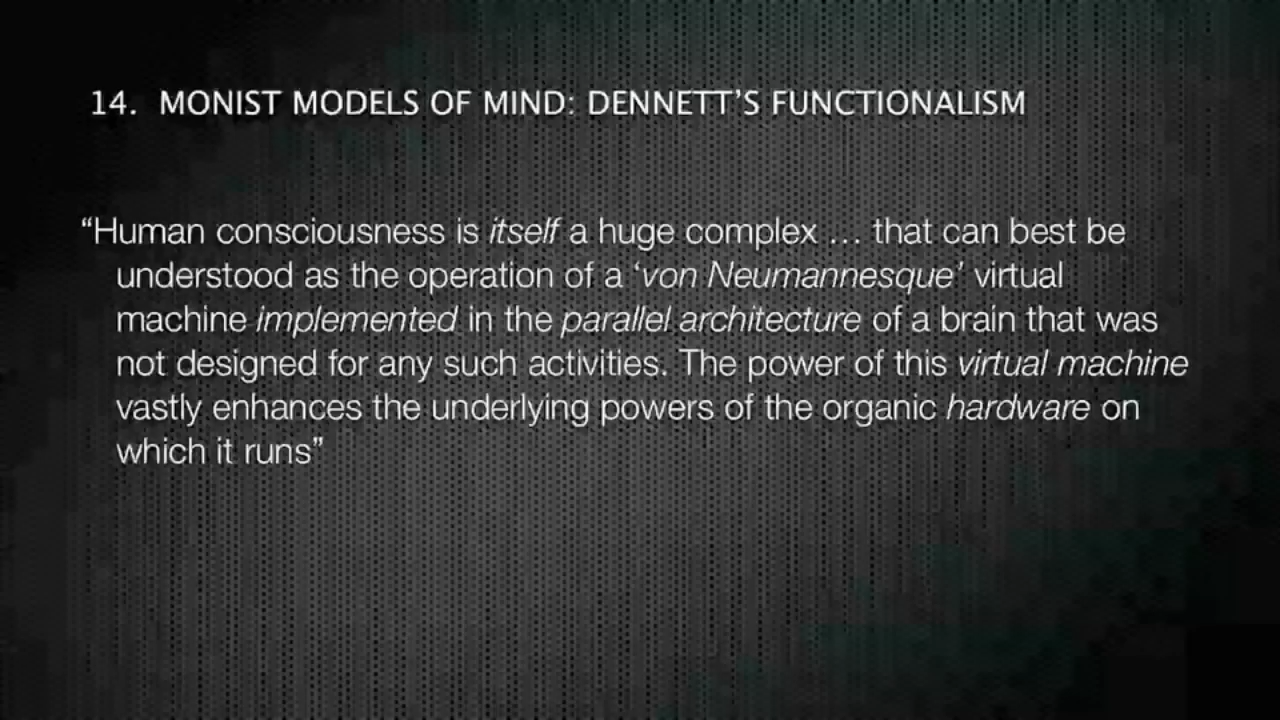 14. MONIST MODELS OF MIND: DENNETT’S FUNCTIONALISM
“Human consciousness is itself a huge complex … that can best be
understood as the operation of a ‘von Neumannesque’ virtual
machine implemented in the parallel architecture of a brain that was
not designed for any such activities. The power of this virtual machine
vastly enhances the underlying powers of the organic hardware on
which it runs”